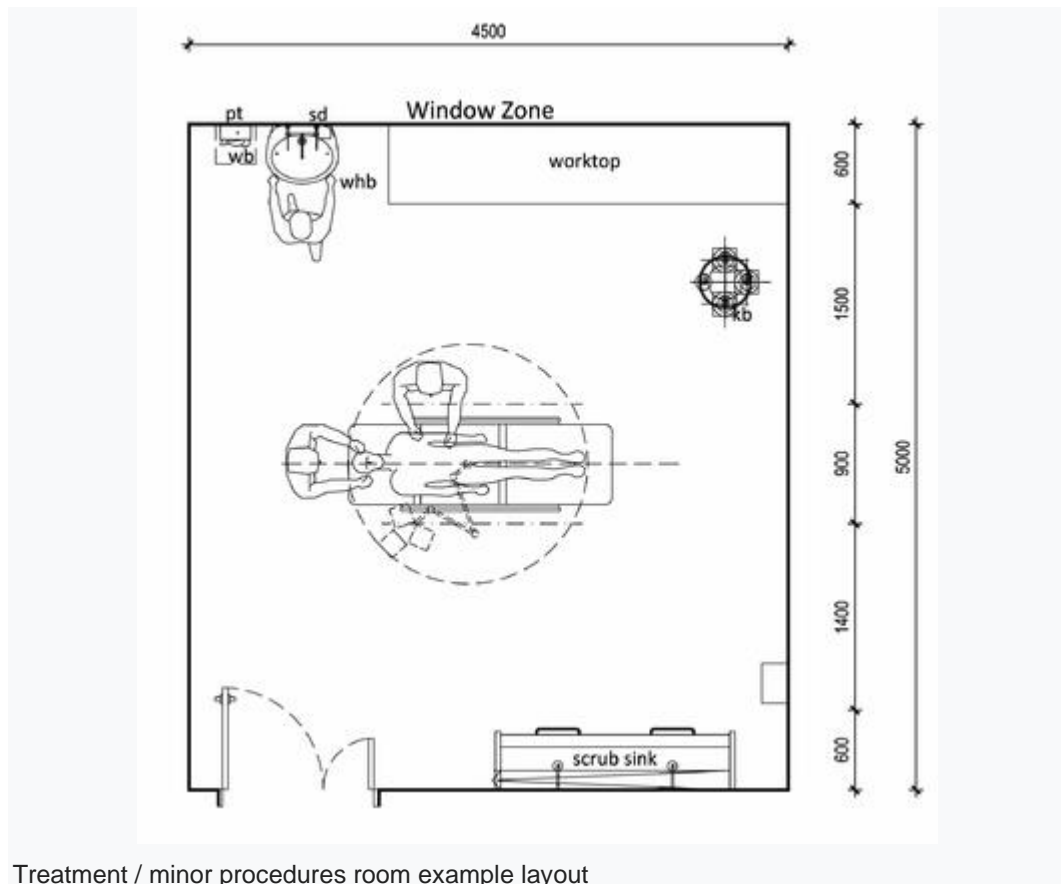 4500
Window Zone
pt
sd
wb
whb
worktop
600
kb
1500
900
5000
1400
scrub sink
600
Treatment / minor procedures room example layout